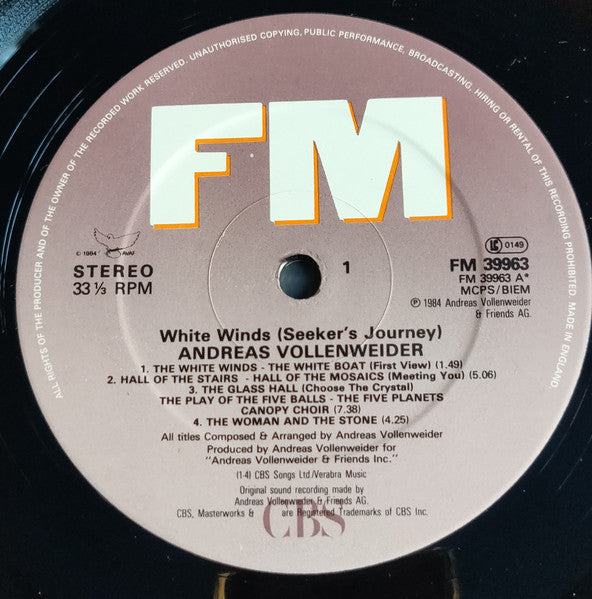 ALL RIGHTS OF THE PRODUCER AND OF THE OWNER OF THE RECORDED WORK RESERVED. UNAUTHORISED COPYING, PUBLIC PERFORMANCE, BROADCASTING, HIRING OR RENTAL OF THIS RECORDING PROHIBITED. MADE IN ENGLAND.
FM
© 1984 AVAF
LC 0149
STEREO
33 1/3 RPM
1
FM 39963
FM 39963 A*
MCPS/BIEM
℗ 1984 Andreas Vollenweider
& Friends AG.
White Winds (Seeker's Journey)
ANDREAS VOLLENWEIDER
1. THE WHITE WINDS - THE WHITE BOAT (First View) (1.49)
2. HALL OF THE STAIRS - HALL OF THE MOSAICS (Meeting You) (5.06)
3. THE GLASS HALL (Choose The Crystal)
THE PLAY OF THE FIVE BALLS - THE FIVE PLANETS
CANOPY CHOIR (7.38)
4. THE WOMAN AND THE STONE (4.25)
All titles Composed & Arranged by Andreas Vollenweider
Produced by Andreas Vollenweider for
"Andreas Vollenweider & Friends Inc."
(1-4) CBS Songs Ltd/Verabra Music
Original sound recording made by
Andreas Vollenweider & Friends AG.
CBS, Masterworks & are Registered Trademarks of CBS Inc.
CBS